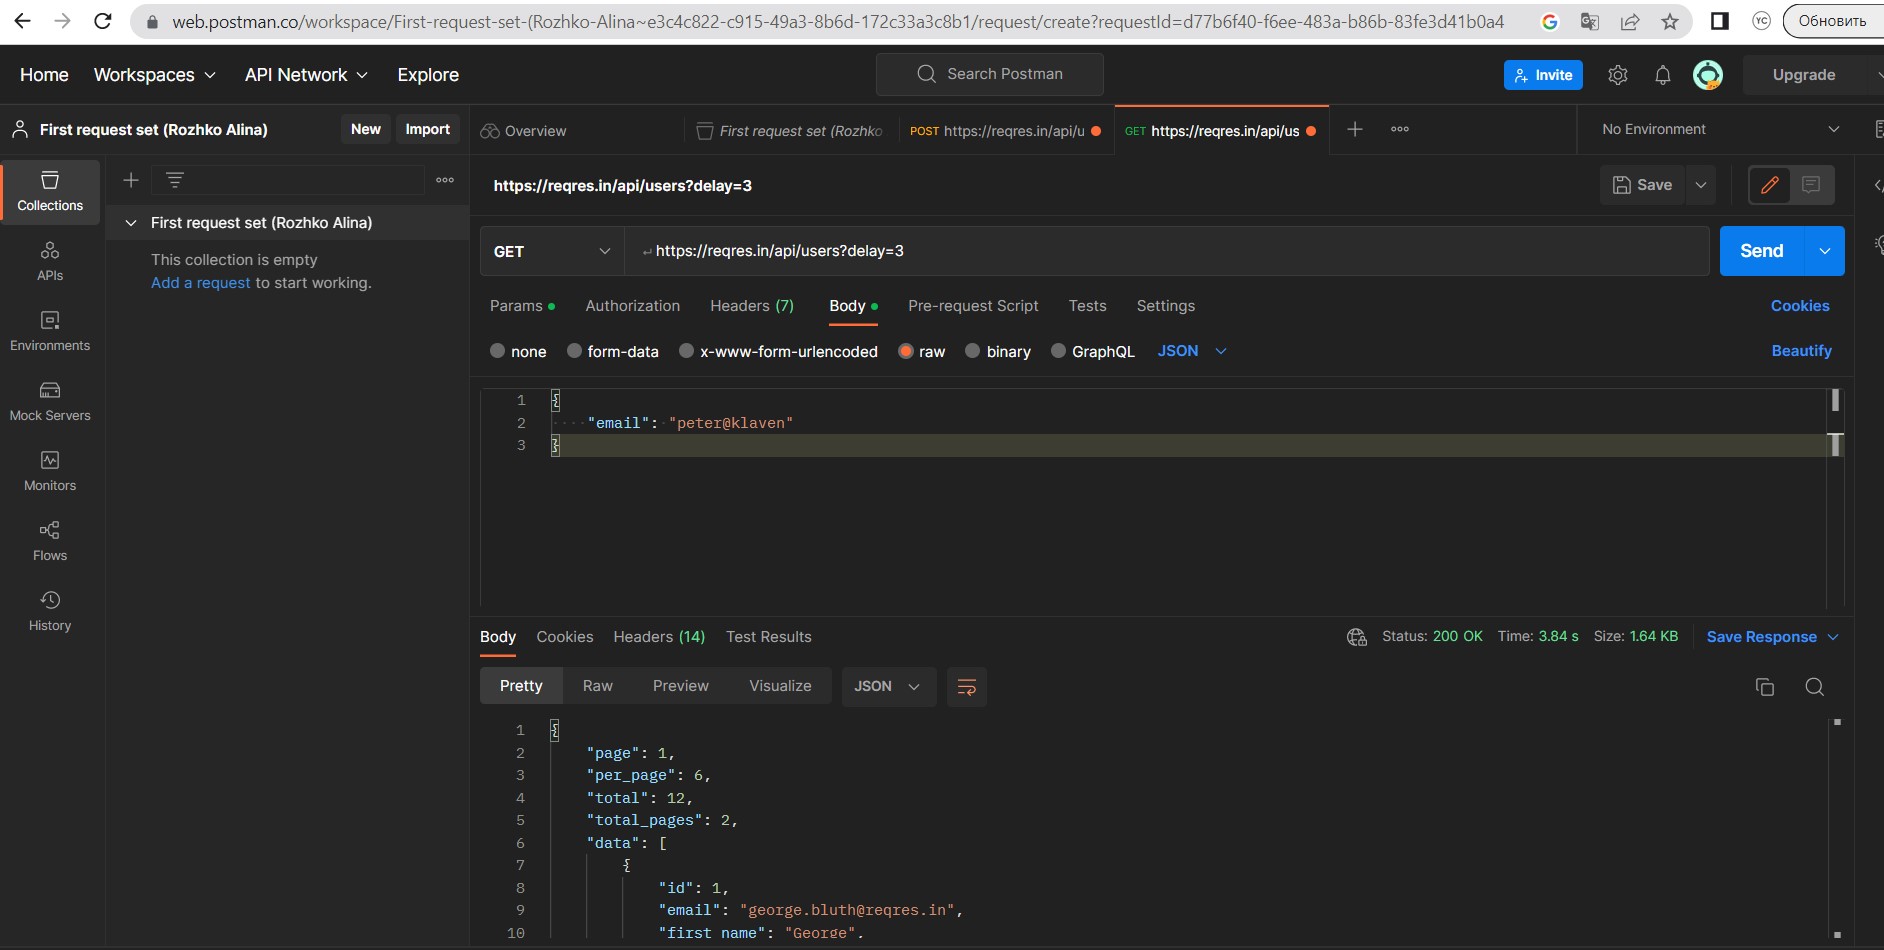 web.postman.co/workspace/First-request-set-(Rozhko-Alina~e3c4c822-c915-49a3-8b6d-172c33a3c8b1/request/create?requestId=d77b6f40-f6ee-483a-b86b-83fe3d41b0a4 YC Обновить
Home Workspaces API Network Explore Search Postman Invite Upgrade
First request set (Rozhko Alina) New Import Overview First request set (Rozhko POST https://reqres.in/api/u GET https://reqres.in/api/us No Environment
Collections
https://reqres.in/api/users?delay=3 Save
First request set (Rozhko Alina)
This collection is empty
Add a request to start working.
GET https://reqres.in/api/users?delay=3 Send
APIs
Environments
Mock Servers
Monitors
Flows
History
Params Authorization Headers (7) Body Pre-request Script Tests Settings Cookies
none form-data x-www-form-urlencoded raw binary GraphQL JSON Beautify
1 {
2 "email": "peter@klaven"
3 }
Body Cookies Headers (14) Test Results Status: 200 OK Time: 3.84 s Size: 1.64 KB Save Response
Pretty Raw Preview Visualize JSON
1 {
2 "page": 1,
3 "per_page": 6,
4 "total": 12,
5 "total_pages": 2,
6 "data": [
7 {
8 "id": 1,
9 "email": "george.bluth@reqres.in",
10 "first_name": "George",